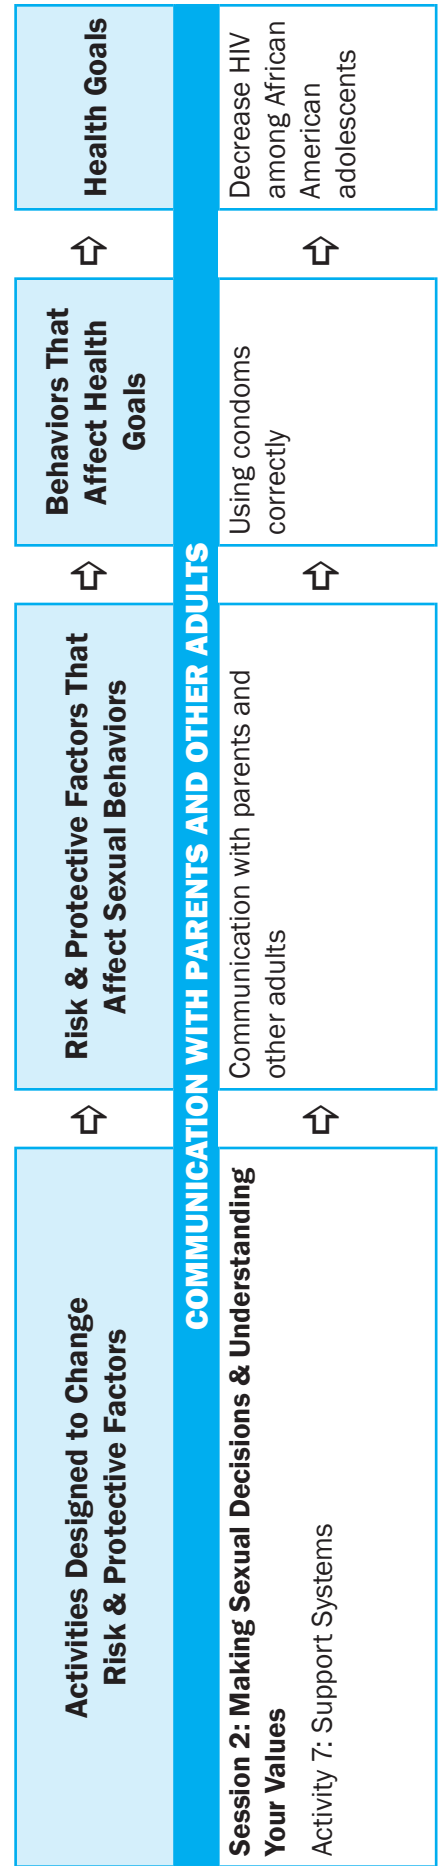 Activities Designed to Change
Risk & Protective Factors
Risk & Protective Factors That
Affect Sexual Behaviors
Behaviors That
Affect Health
Goals
Health Goals
COMMUNICATION WITH PARENTS AND OTHER ADULTS
Session 2: Making Sexual Decisions & Understanding
Your Values
Activity 7: Support Systems
Communication with parents and
other adults
Using condoms
correctly
Decrease HIV
among African
American
adolescents